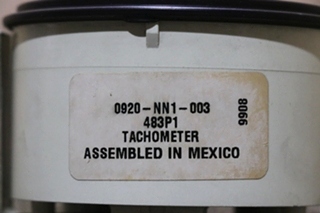 0920-NN1-003
483P1
TACHOMETER
ASSEMBLED IN MEXICO
9908